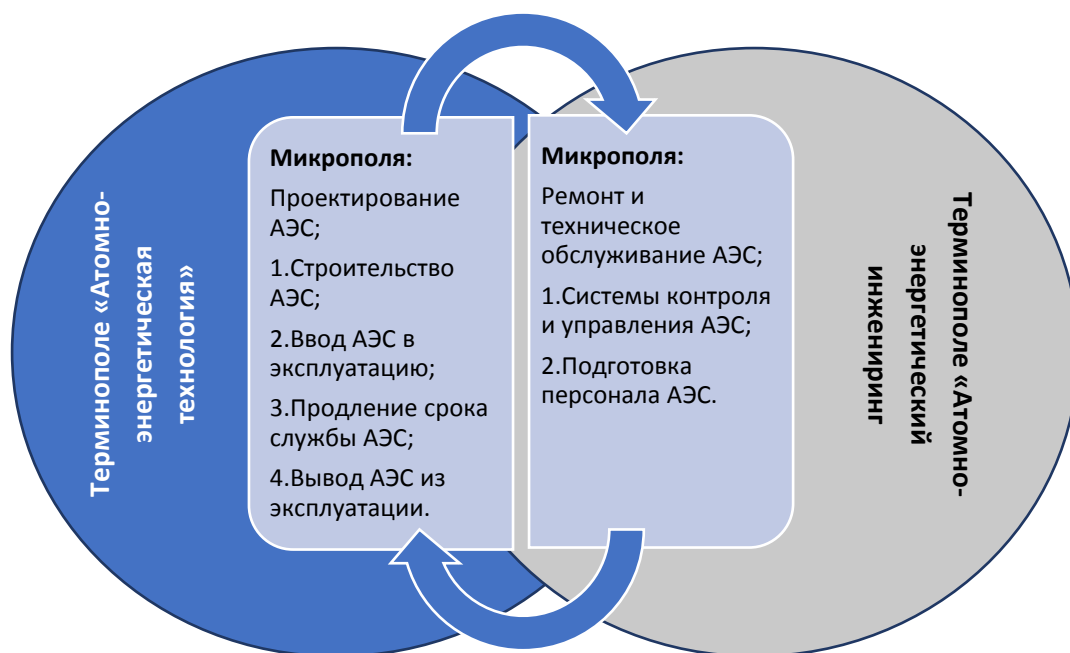 Терминополе «Атомно-
энергетическая
технология»
Микрополя:
Проектирование
АЭС;
1.Строительство
АЭС;
2.Ввод АЭС в
эксплуатацию;
3.Продление срока
службы АЭС;
4.Вывод АЭС из
эксплуатации.
Микрополя:
Ремонт и
техническое
обслуживание АЭС;
1.Системы контроля
и управления АЭС;
2.Подготовка
персонала АЭС.
Терминополе «Атомно-
энергетический
инжениринг